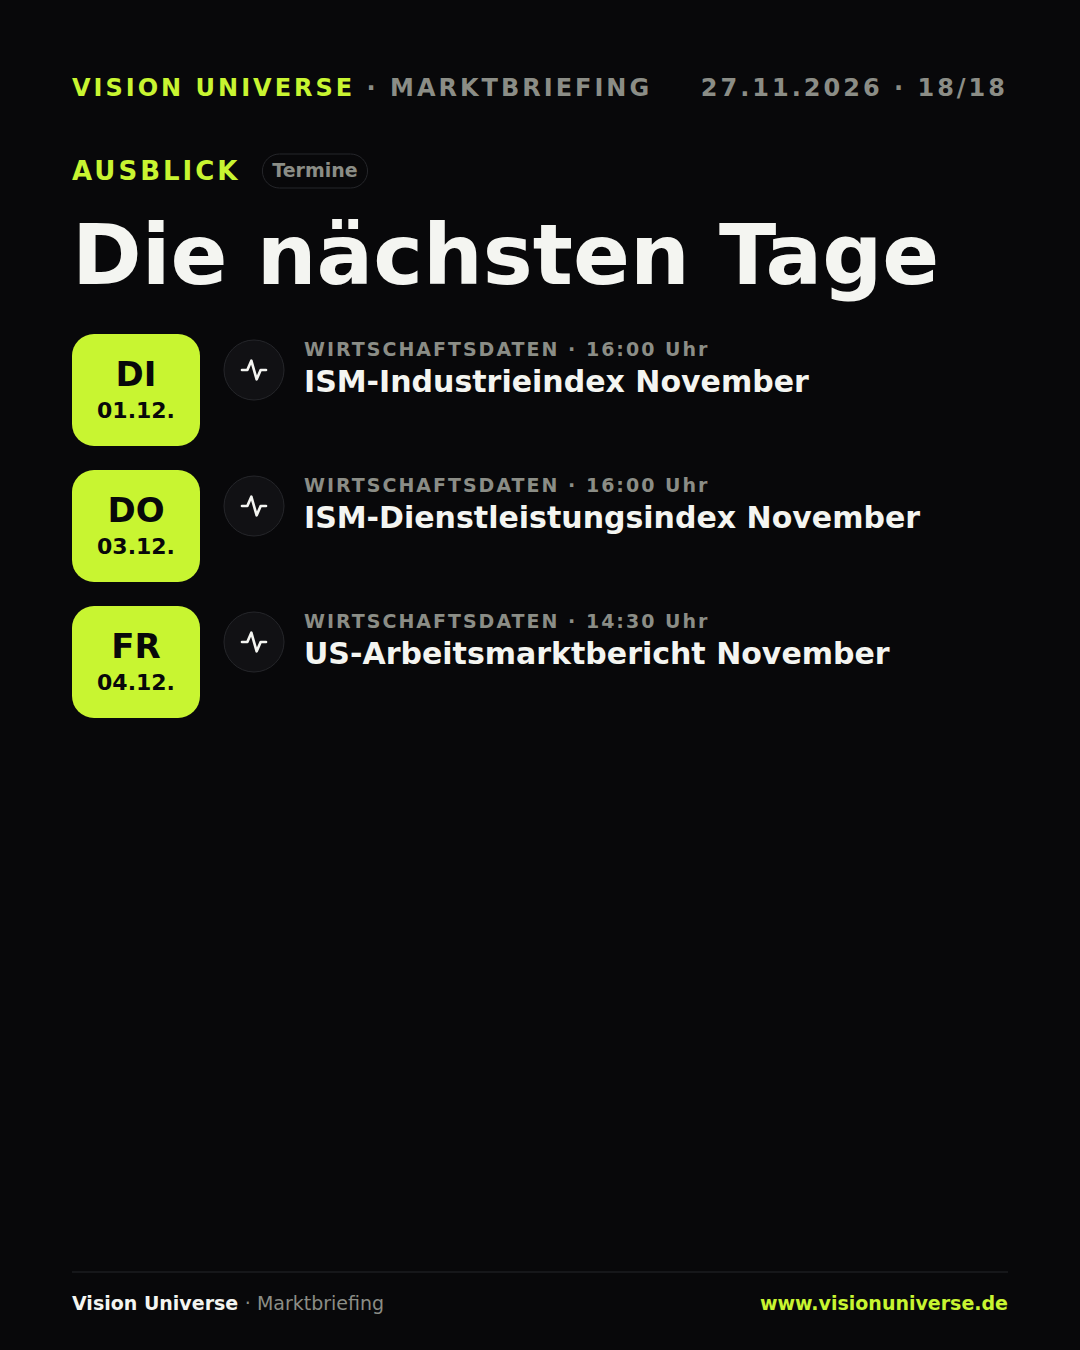 VISION UNIVERSE · MARKTBRIEFING 27.11.2026 · 18/18
AUSBLICK Termine
Die nächsten Tage
DI
01.12.
WIRTSCHAFTSDATEN · 16:00 Uhr
ISM-Industrieindex November
DO
03.12.
WIRTSCHAFTSDATEN · 16:00 Uhr
ISM-Dienstleistungsindex November
FR
04.12.
WIRTSCHAFTSDATEN · 14:30 Uhr
US-Arbeitsmarktbericht November
Vision Universe · Marktbriefing www.visionuniverse.de